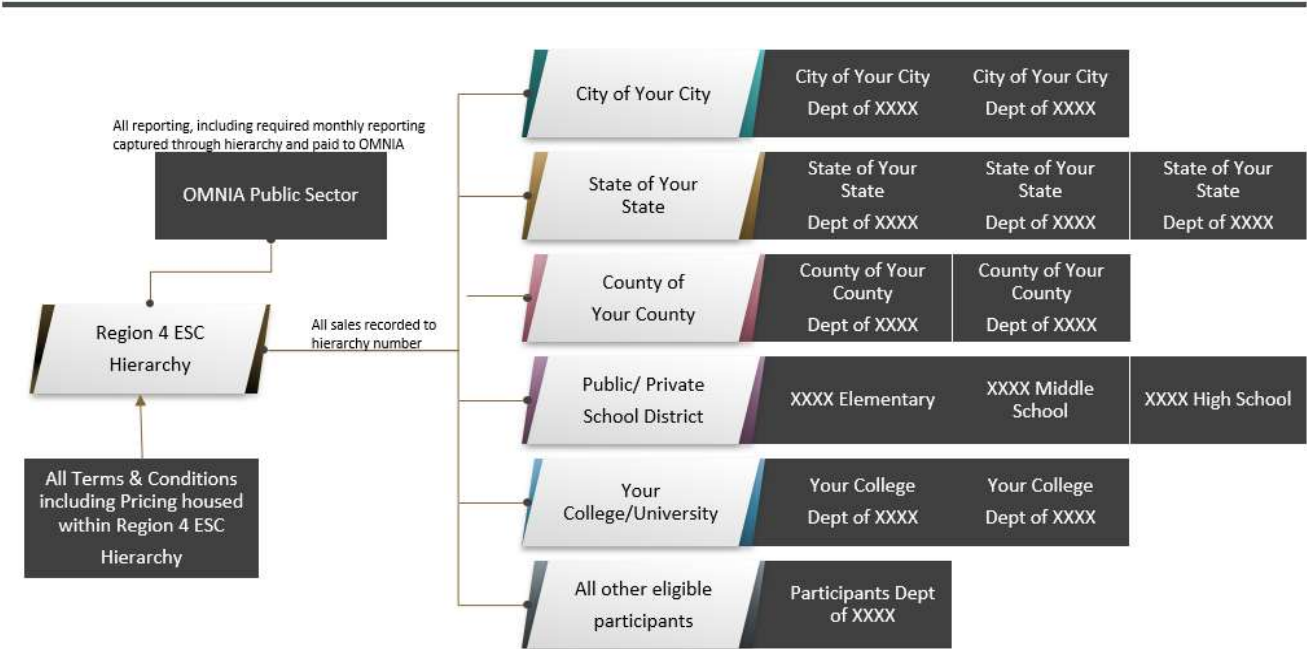 All reporting, including required monthly reporting
captured through hierarchy and paid to OMNIA
OMNIA Public Sector
Region 4 ESC
Hierarchy
All sales recorded to
hierarchy number
All Terms & Conditions
including Pricing housed
within Region 4 ESC
Hierarchy
City of Your City
City of Your City
Dept of XXXX
City of Your City
Dept of XXXX
State of Your
State
State of Your
State
Dept of XXXX
State of Your
State
Dept of XXXX
State of Your
State
Dept of XXXX
County of
Your County
County of Your
County
Dept of XXXX
County of Your
County
Dept of XXXX
Public/ Private
School District
XXXX Elementary
XXXX Middle
School
XXXX High School
Your
College/University
Your College
Dept of XXXX
Your College
Dept of XXXX
All other eligible
participants
Participants Dept
of XXXX